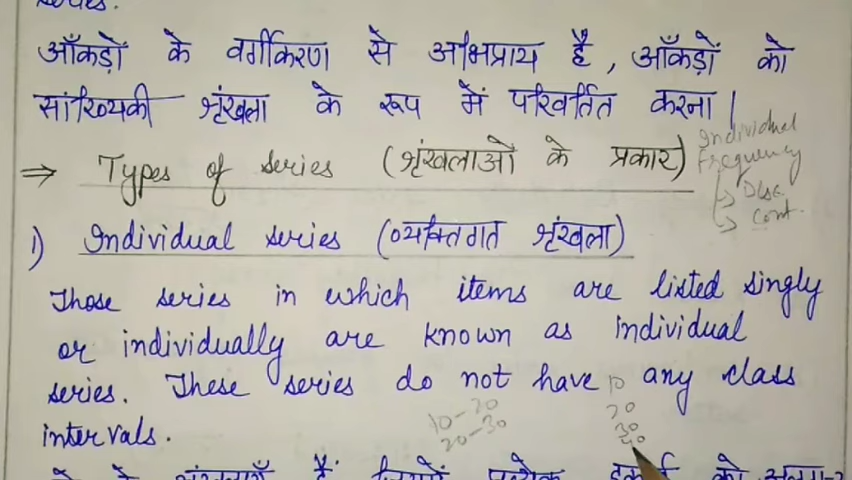 series.
आँकड़ों के वर्गीकरण से अभिप्राय है, आँकड़ों को
सांख्यिकी शृंखला के रूप में परिवर्तित करना।
⇒ Types of series (शृंखलाओं के प्रकार)
Individual
Frequency
→ Disc
→ Cont.
1) Individual series (व्यक्तिगत शृंखला)
Those series in which items are listed singly
or individually are known as individual
series. These series do not have any class
intervals.
10-20
20-30
10
20
30
40